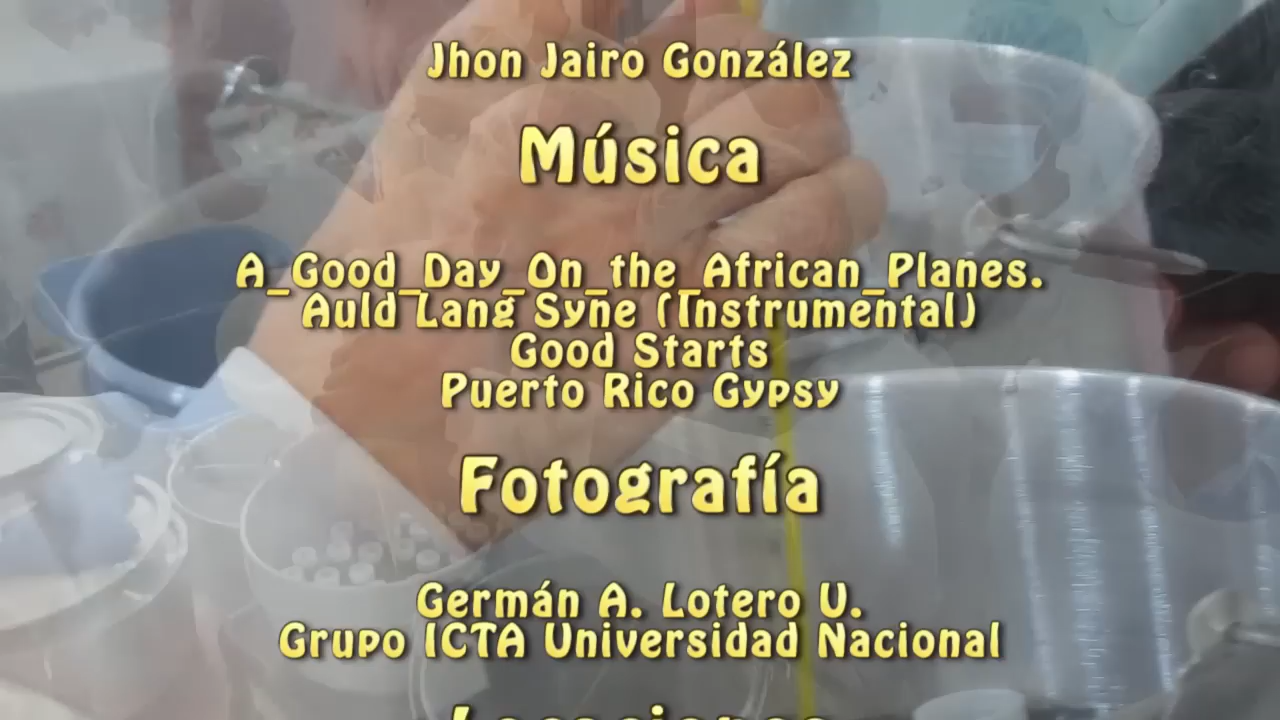 Jhon Jairo González
Música
A_Good_Day_On_the_African_Planes.
Auld Lang Syne (Instrumental)
Good Starts
Puerto Rico Gypsy
Fotografía
Germán A. Lotero U.
Grupo ICTA Universidad Nacional